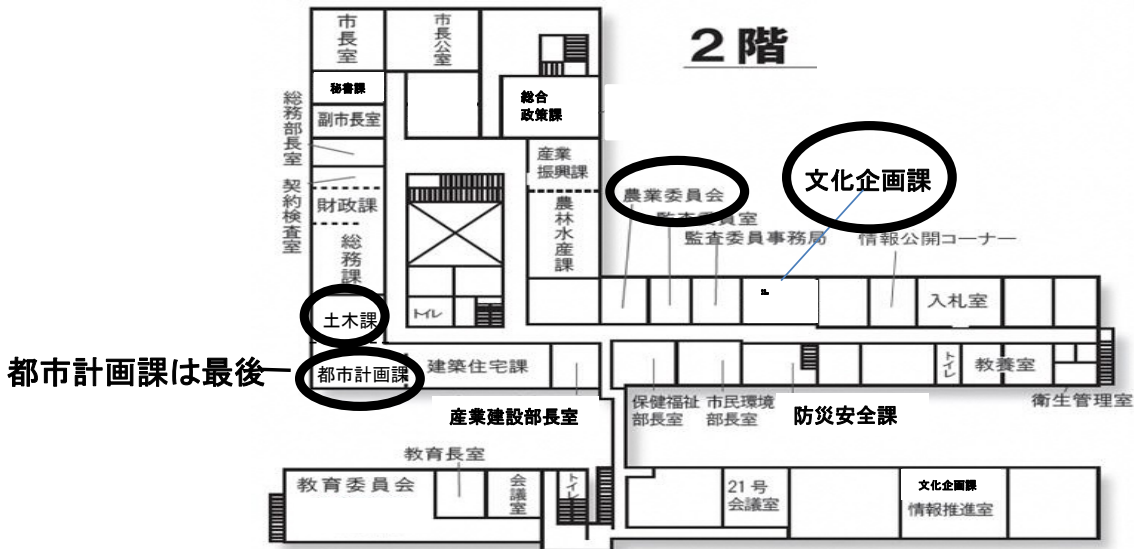 2階
市長室
市長公室
秘書課
副市長室
総務部長室
契約検査室
財政課
総務課
土木課
都市計画課
都市計画課は最後
総合
政策課
産業
振興課
農林水産課
トイレ
農業委員会
監査委員室
監査委員事務局
文化企画課
情報公開コーナー
入札室
建築住宅課
産業建設部長室
保健福祉
部長室
市民環境
部長室
防災安全課
トイレ
教養室
衛生管理室
教育長室
教育委員会
会議室
トイレ
21号
会議室
文化企画課
情報推進室